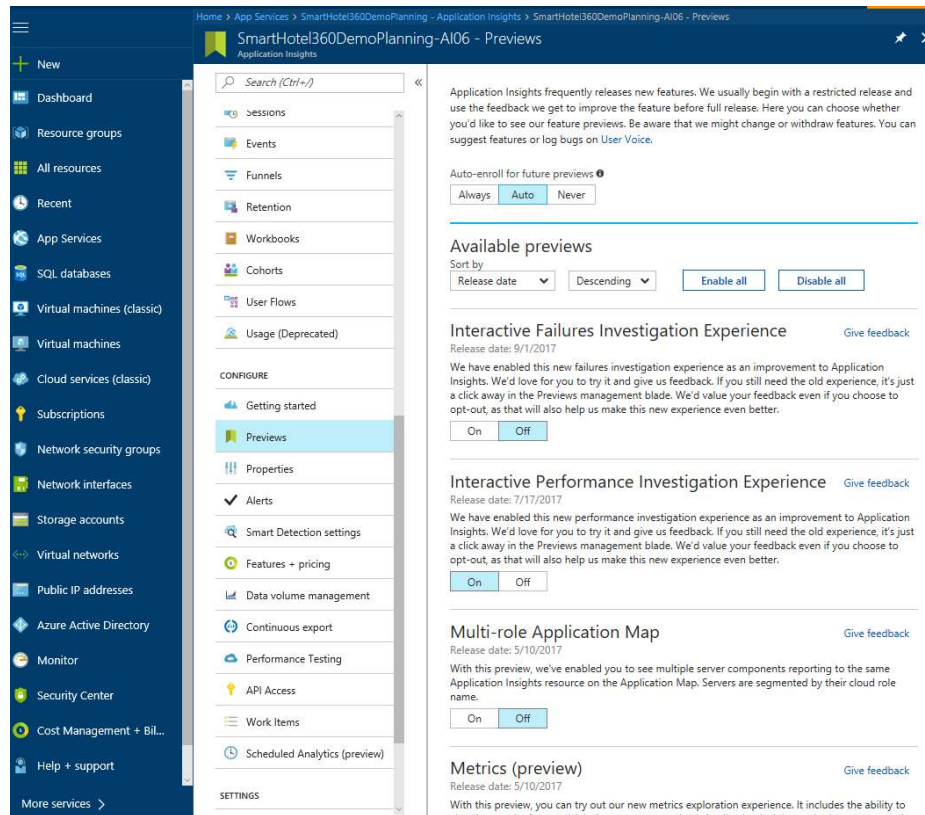 Home > App Services > SmartHotel360DemoPlanning - Application Insights > SmartHotel360DemoPlanning-AI06 - Previews
SmartHotel360DemoPlanning-AI06 - Previews
Application Insights
New
Dashboard
Resource groups
All resources
Recent
App Services
SQL databases
Virtual machines (classic)
Virtual machines
Cloud services (classic)
Subscriptions
Network security groups
Network interfaces
Storage accounts
Virtual networks
Public IP addresses
Azure Active Directory
Monitor
Security Center
Cost Management + Bil...
Help + support
More services >
Search (Ctrl+/)
Sessions
Events
Funnels
Retention
Workbooks
Cohorts
User Flows
Usage (Deprecated)
CONFIGURE
Getting started
Previews
Properties
Alerts
Smart Detection settings
Features + pricing
Data volume management
Continuous export
Performance Testing
API Access
Work Items
Scheduled Analytics (preview)
SETTINGS
Application Insights frequently releases new features. We usually begin with a restricted release and
use the feedback we get to improve the feature before full release. Here you can choose whether
you'd like to see our feature previews. Be aware that we might change or withdraw features. You can
suggest features or log bugs on User Voice.
Auto-enroll for future previews
Always Auto Never
Available previews
Sort by
Release date Descending Enable all Disable all
Interactive Failures Investigation Experience Give feedback
Release date: 9/1/2017
We have enabled this new failures investigation experience as an improvement to Application
Insights. We'd love for you to try it and give us feedback. If you still need the old experience, it's just
a click away in the Previews management blade. We'd value your feedback even if you choose to
opt-out, as that will also help us make this new experience even better.
On Off
Interactive Performance Investigation Experience Give feedback
Release date: 7/17/2017
We have enabled this new performance investigation experience as an improvement to Application
Insights. We'd love for you to try it and give us feedback. If you still need the old experience, it's just
a click away in the Previews management blade. We'd value your feedback even if you choose to
opt-out, as that will also help us make this new experience even better.
On Off
Multi-role Application Map Give feedback
Release date: 5/10/2017
With this preview, we've enabled you to see multiple server components reporting to the same
Application Insights resource on the Application Map. Servers are segmented by their cloud role
name.
On Off
Metrics (preview) Give feedback
Release date: 5/10/2017
With this preview, you can try out our new metrics exploration experience. It includes the ability to